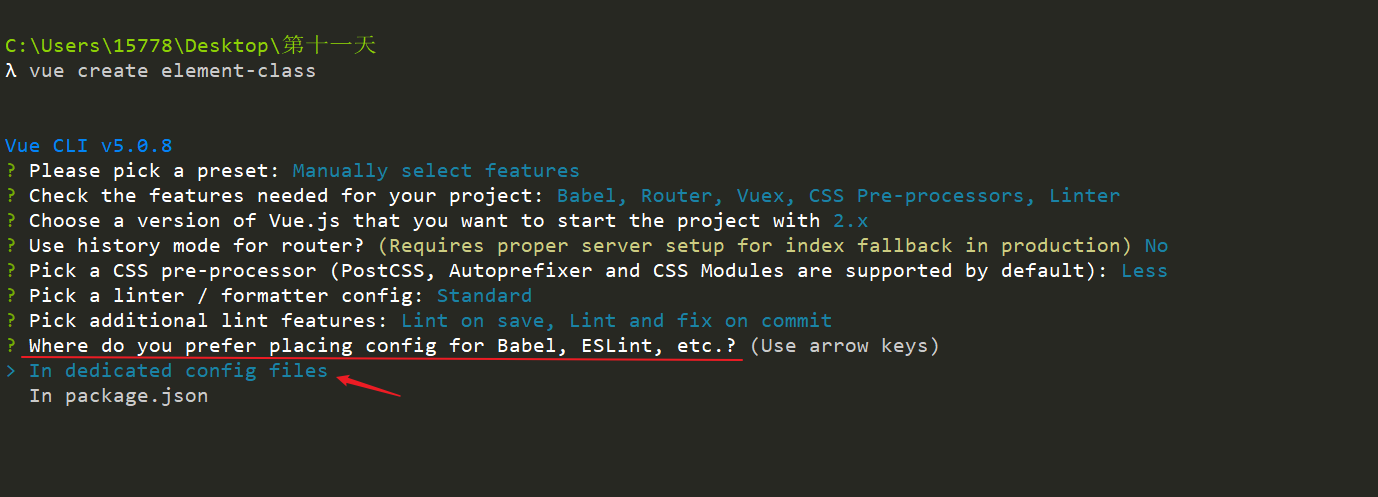 C:\Users\15778\Desktop\第十一天
λ vue create element-class
Vue CLI v5.0.8
? Please pick a preset: Manually select features
? Check the features needed for your project: Babel, Router, Vuex, CSS Pre-processors, Linter
? Choose a version of Vue.js that you want to start the project with 2.x
? Use history mode for router? (Requires proper server setup for index fallback in production) No
? Pick a CSS pre-processor (PostCSS, Autoprefixer and CSS Modules are supported by default): Less
? Pick a linter / formatter config: Standard
? Pick additional lint features: Lint on save, Lint and fix on commit
? Where do you prefer placing config for Babel, ESLint, etc.? (Use arrow keys)
> In dedicated config files
In package.json